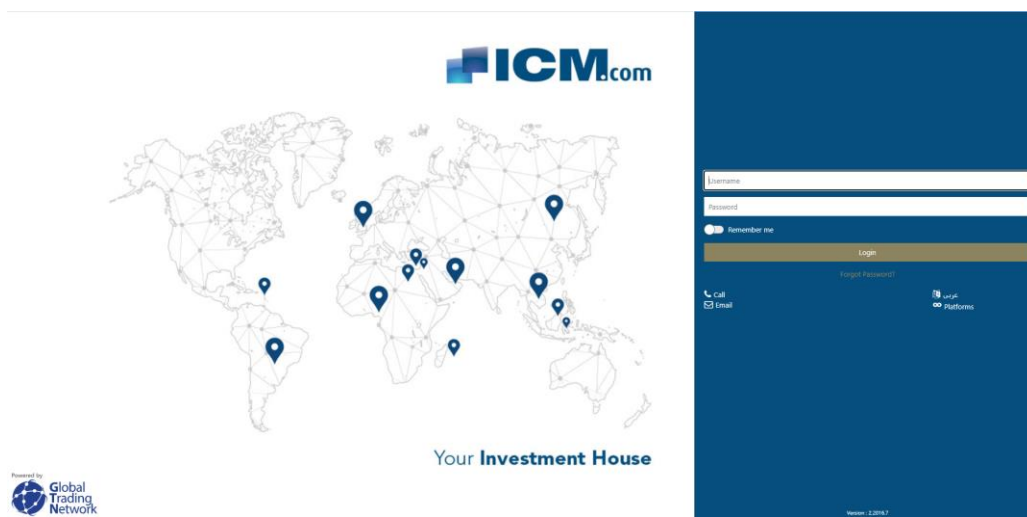 ICM.com
Your Investment House
Powered by:
Global
Trading
Network
Username
Password
Remember me
Login
Forgot Password?
Call
عربي
Email
Platforms
Version : 2.2016.7